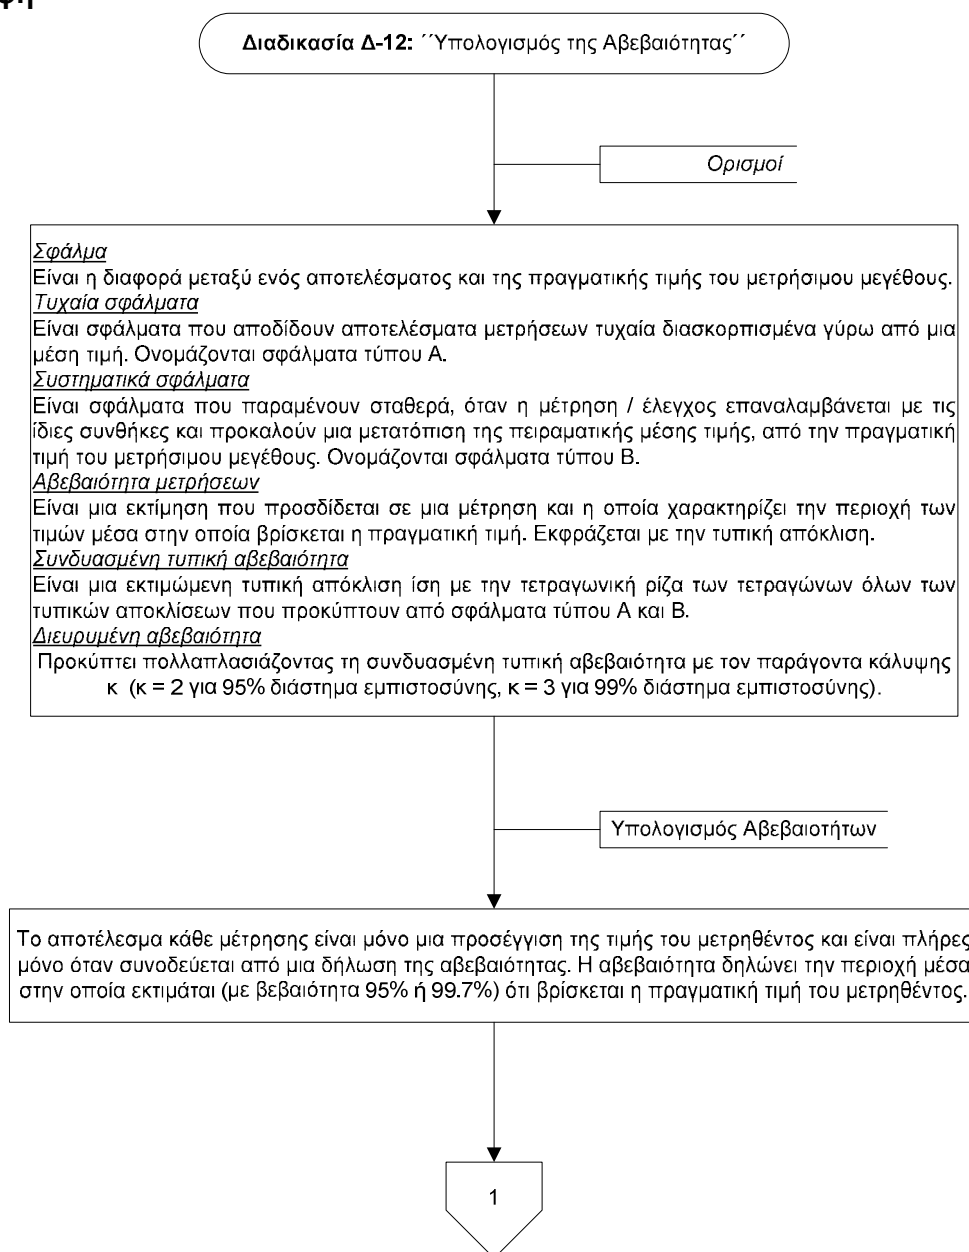 Διαδικασία Δ-12: ΄΄Υπολογισμός της Αβεβαιότητας΄΄
Ορισμοί
Σφάλμα
Είναι η διαφορά μεταξύ ενός αποτελέσματος και της πραγματικής τιμής του μετρήσιμου μεγέθους.
Τυχαία σφάλματα
Είναι σφάλματα που αποδίδουν αποτελέσματα μετρήσεων τυχαία διασκορπισμένα γύρω από μια
μέση τιμή. Ονομάζονται σφάλματα τύπου Α.
Συστηματικά σφάλματα
Είναι σφάλματα που παραμένουν σταθερά, όταν η μέτρηση / έλεγχος επαναλαμβάνεται με τις
ίδιες συνθήκες και προκαλούν μια μετατόπιση της πειραματικής μέσης τιμής, από την πραγματική
τιμή του μετρήσιμου μεγέθους. Ονομάζονται σφάλματα τύπου Β.
Αβεβαιότητα μετρήσεων
Είναι μια εκτίμηση που προσδίδεται σε μια μέτρηση και η οποία χαρακτηρίζει την περιοχή των
τιμών μέσα στην οποία βρίσκεται η πραγματική τιμή. Εκφράζεται με την τυπική απόκλιση.
Συνδυασμένη τυπική αβεβαιότητα
Είναι μια εκτιμώμενη τυπική απόκλιση ίση με την τετραγωνική ρίζα των τετραγώνων όλων των
τυπικών αποκλίσεων που προκύπτουν από σφάλματα τύπου Α και Β.
Διευρυμένη αβεβαιότητα
Προκύπτει πολλαπλασιάζοντας τη συνδυασμένη τυπική αβεβαιότητα με τον παράγοντα κάλυψης
κ (κ = 2 για 95% διάστημα εμπιστοσύνης, κ = 3 για 99% διάστημα εμπιστοσύνης).
Υπολογισμός Αβεβαιοτήτων
Το αποτέλεσμα κάθε μέτρησης είναι μόνο μια προσέγγιση της τιμής του μετρηθέντος και είναι πλήρες
μόνο όταν συνοδεύεται από μια δήλωση της αβεβαιότητας. Η αβεβαιότητα δηλώνει την περιοχή μέσα
στην οποία εκτιμάται (με βεβαιότητα 95% ή 99.7%) ότι βρίσκεται η πραγματική τιμή του μετρηθέντος.
1